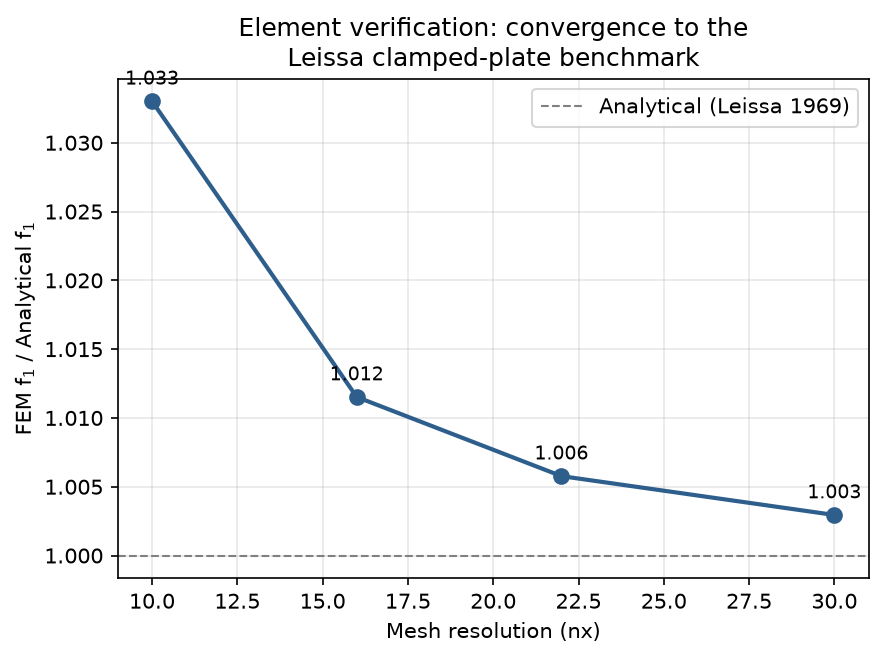 Element verification: convergence to the
Leissa clamped-plate benchmark
1.033
Analytical (Leissa 1969)
1.030
1.025
1.020
1.015
1.012
1.010
1.006
1.005
1.003
1.000
FEM f₁ / Analytical f₁
10.0 12.5 15.0 17.5 20.0 22.5 25.0 27.5 30.0
Mesh resolution (nx)